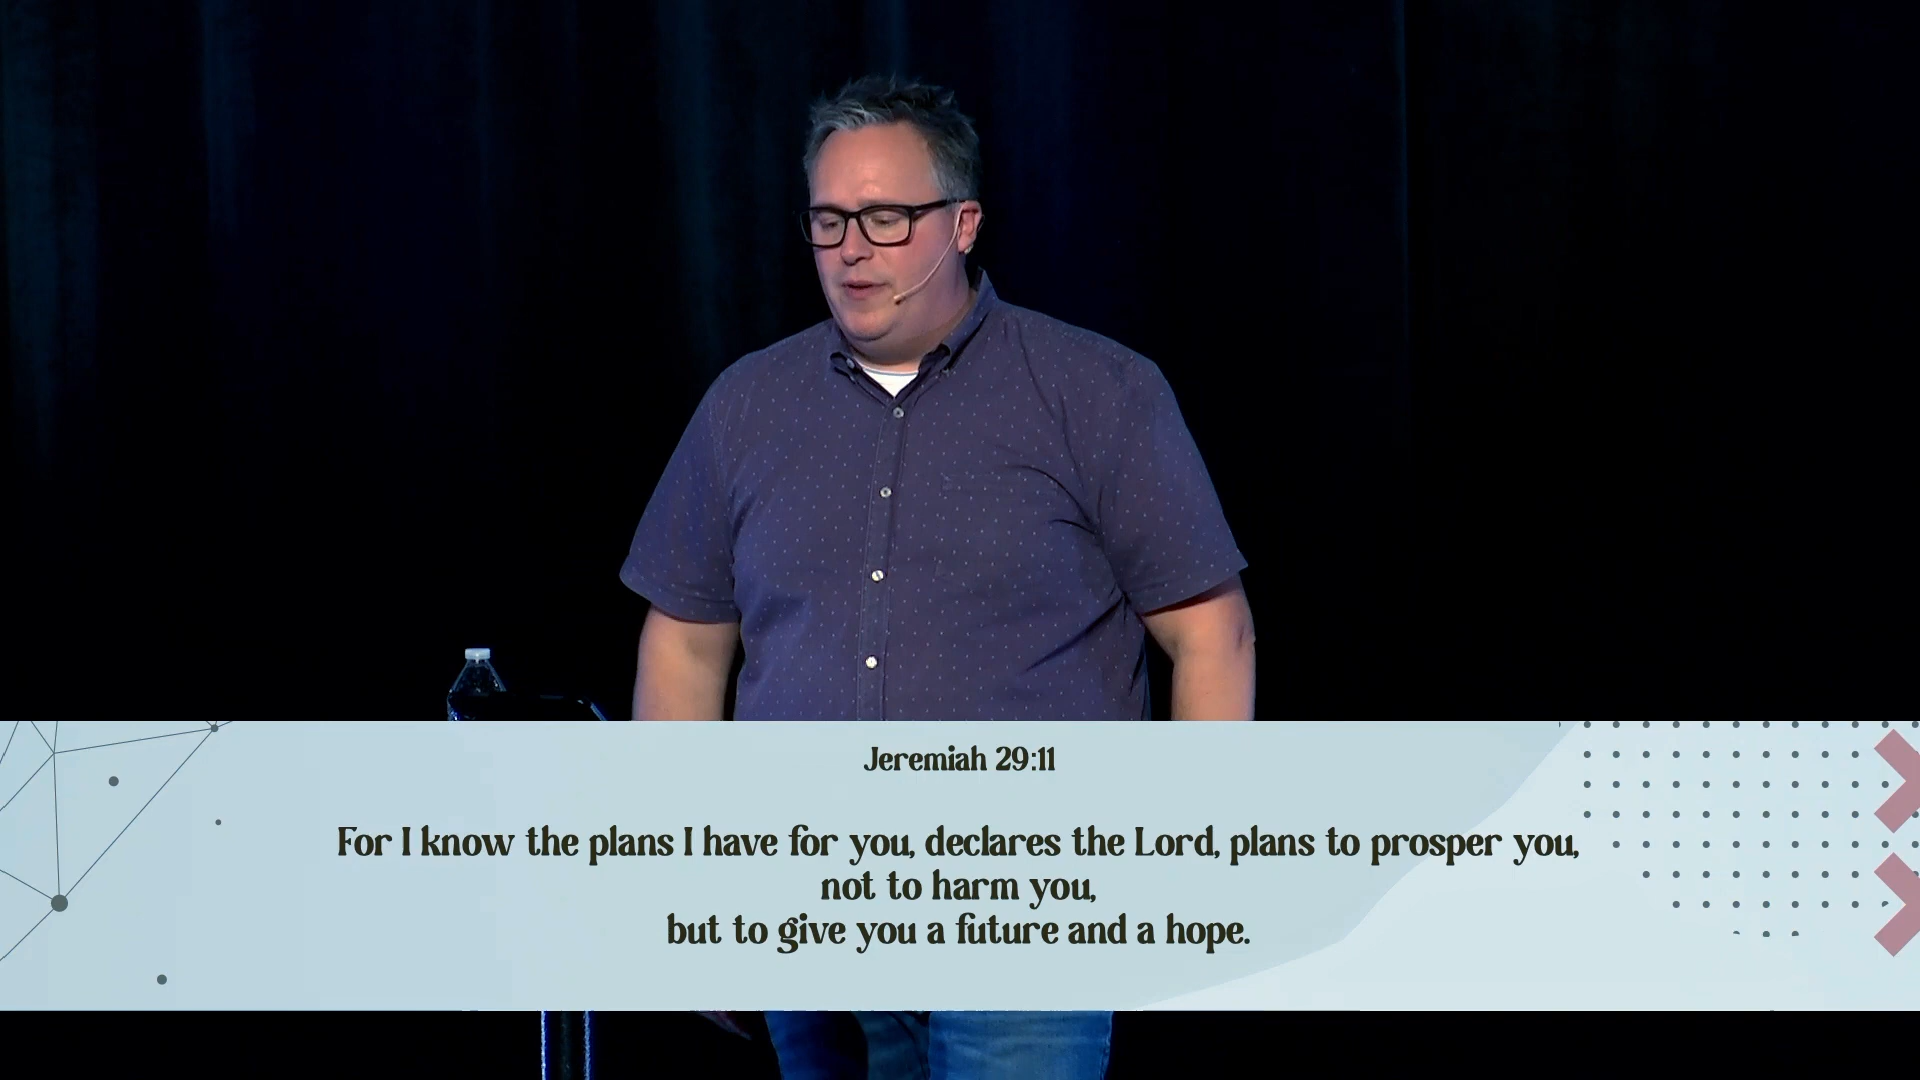 Jeremiah 29:11
For I know the plans I have for you, declares the Lord, plans to prosper you,
not to harm you,
but to give you a future and a hope.